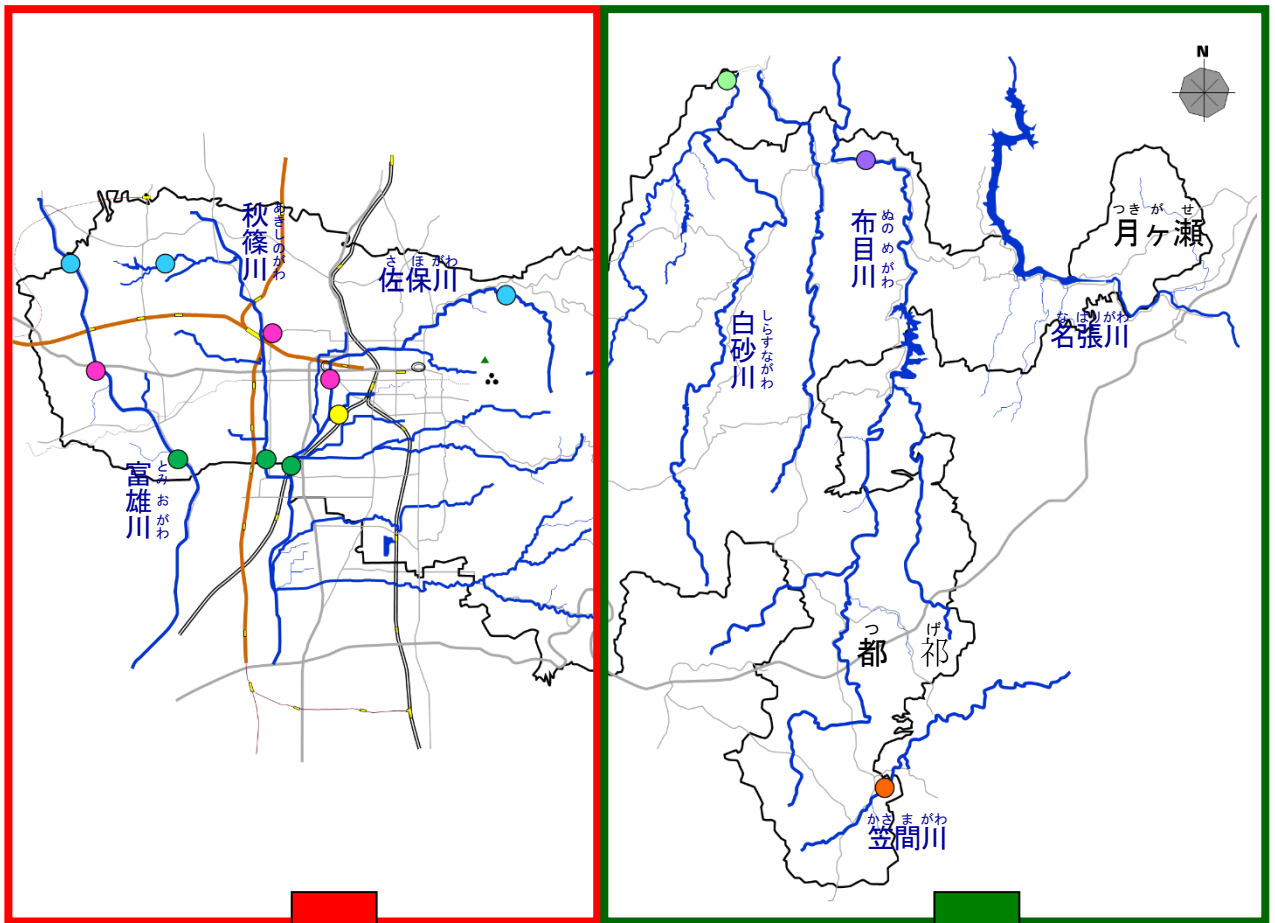 秋篠川
あきしのがわ
佐保川
さほがわ
富雄川
とみおがわ
N
月ヶ瀬
つきがせ
布目川
ぬのめがわ
白砂川
しらすながわ
名張川
なばりがわ
都祁
つげ
笠間川
かさまがわ